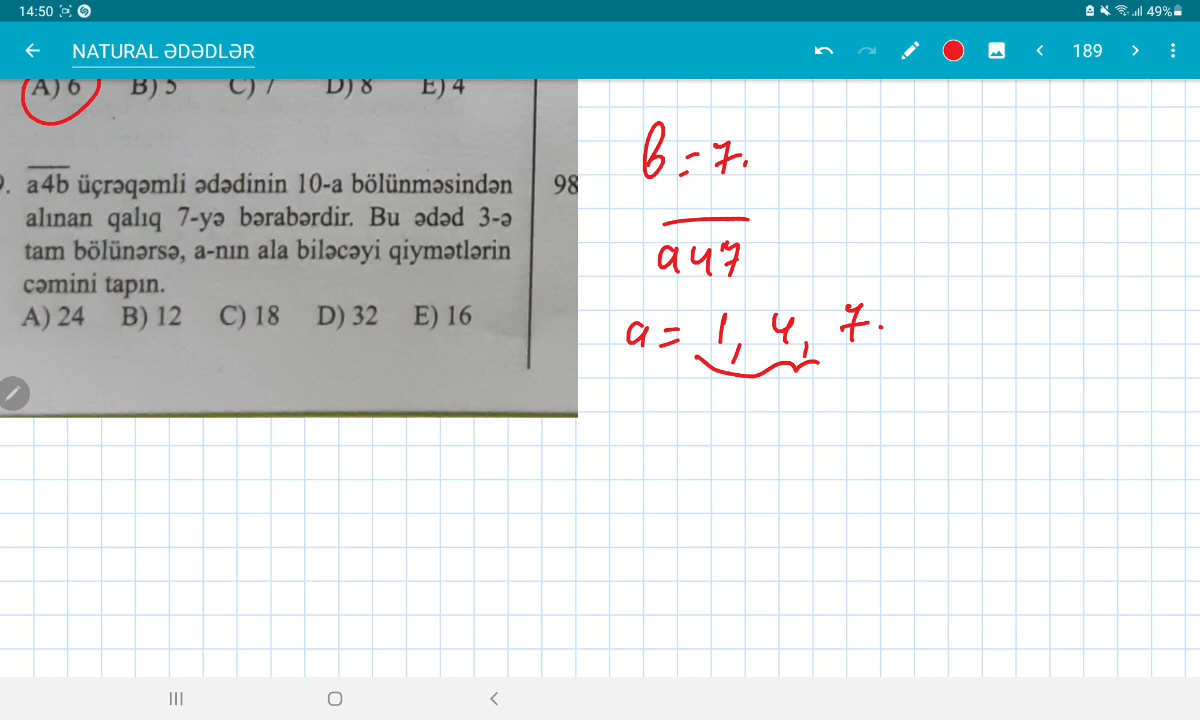 14:50 49%
NATURAL ƏDƏDLƏR 189
A) 6 B) 5 C) 7 D) 8 E) 4
9. a4b üçrəqəmli ədədinin 10-a bölünməsindən
alınan qalıq 7-yə bərabərdir. Bu ədəd 3-ə
tam bölünərsə, a-nın ala biləcəyi qiymətlərin
cəmini tapın.
A) 24 B) 12 C) 18 D) 32 E) 16
98
b = 7.
a47
a = 1, 4, 7.